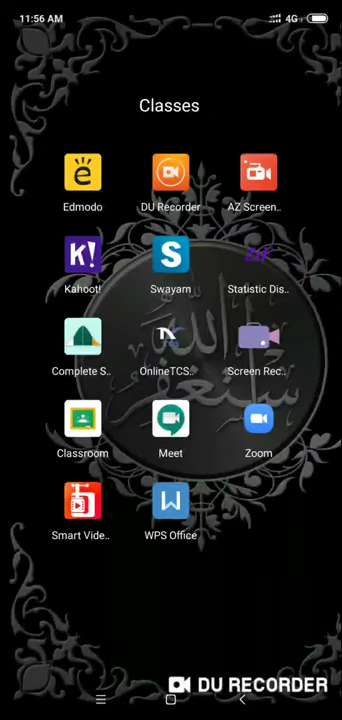 11:56 AM 4G
Classes
Edmodo DU Recorder AZ Screen..
K! S
Kahoot! Swayam Statistic Dis..
Complete S.. OnlineTCS.. Screen Rec..
Classroom Meet Zoom
W
Smart Vide.. WPS Office
DU RECORDER